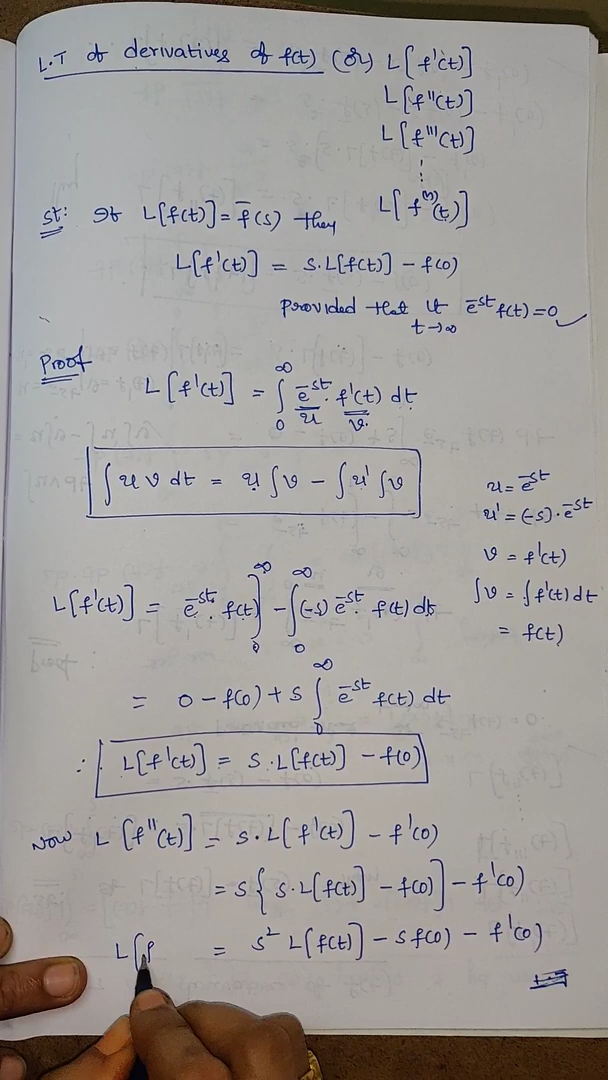 L.T of derivatives of f(t) (or) L[f'(t)]
L[f''(t)]
L[f'''(t)]
⋮
L[f⁽ⁿ⁾(t)]
st: If L[f(t)] = f̄(s) then
L[f'(t)] = s.L[f(t)] - f(0)
provided that lt e^-st f(t) = 0
t→∞
Proof
L[f'(t)] = ∫₀^∞ e^-st . f'(t) dt
u v.
∫ u v dt = u ∫v - ∫u' ∫v
u = e^-st
u' = (-s).e^-st
v = f'(t)
∫v = ∫f'(t) dt
= f(t)
L[f'(t)] = e^-st. f(t)]₀^∞ - ∫₀^∞ (-s) e^-st. f(t) dt
= 0 - f(0) + s ∫₀^∞ e^-st f(t) dt
∴ L[f'(t)] = s.L[f(t)] - f(0)
Now L[f''(t)] = s.L[f'(t)] - f'(0)
= s{s.L[f(t)] - f(0)] - f'(0)
L[f = s² L[f(t)] - s f(0) - f'(0)